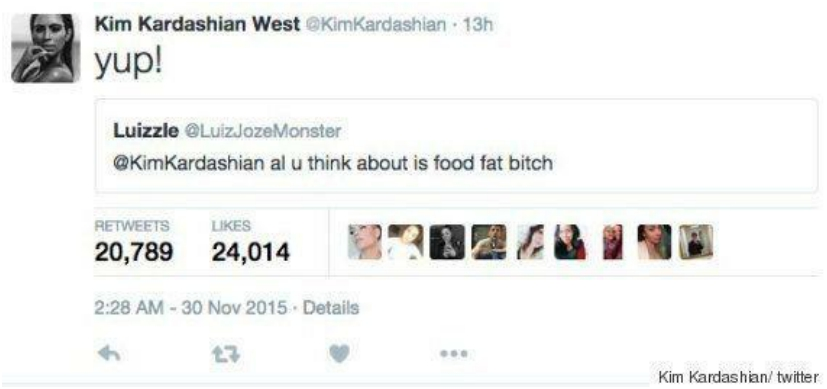 Kim Kardashian West @KimKardashian · 13h
yup!
Luizzle @LuizJozeMonster
@KimKardashian al u think about is food fat bitch
RETWEETS LIKES
20,789 24,014
2:28 AM - 30 Nov 2015 · Details
Kim Kardashian/ twitter